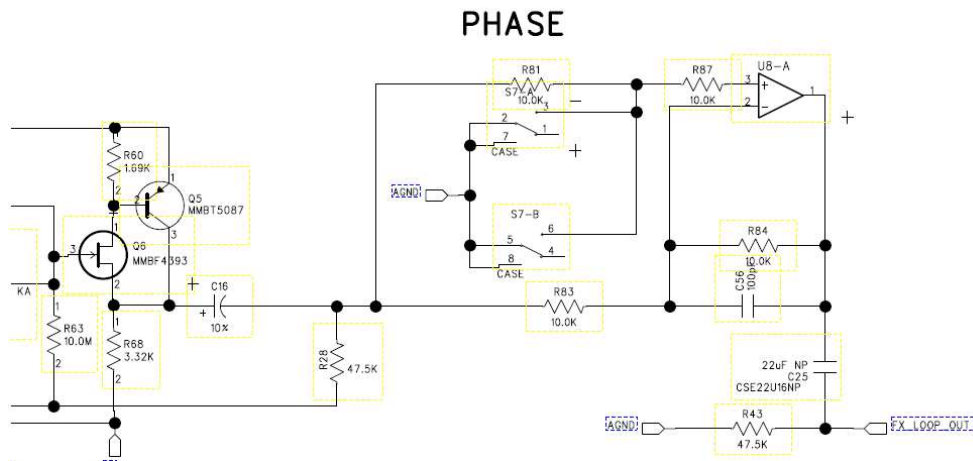 PHASE
R81
10.0K
S7-A
3
2
1
7
CASE
R87
10.0K
U8-A
3
2
1
R60
1.69K
1
2
1
2
3
Q5
MMBT5087
AGND
S7-B
6
5
4
8
CASE
1
3
2
Q6
MMBF4393
KA
R84
10.0K
C56
100pF
C16
10%
R83
10.0K
1
R63
10.0M
2
1
R68
3.32K
2
R28
47.5K
22uF NP
C25
CSE22U16NP
R43
47.5K
AGND
FX_LOOP_OUT